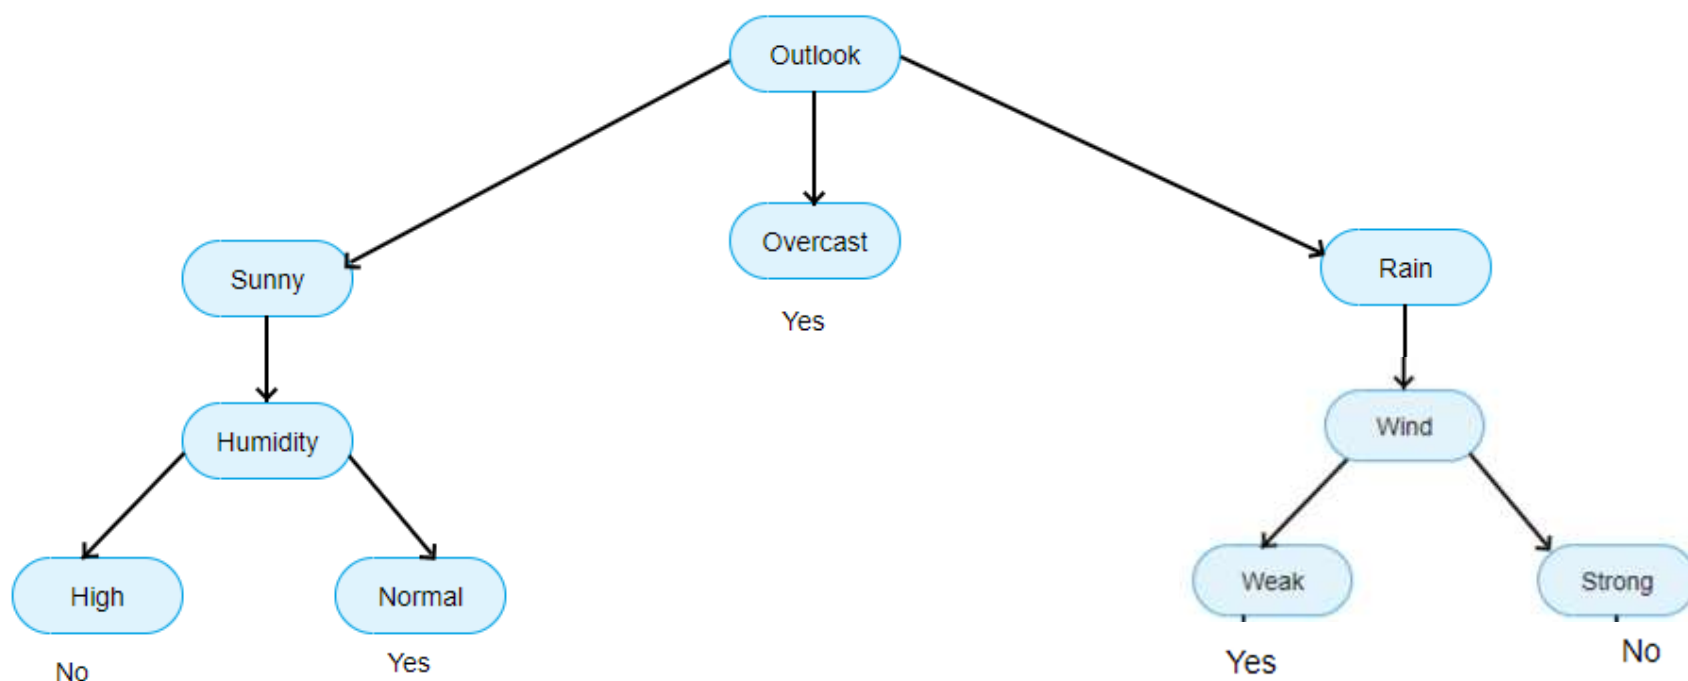 Outlook
Overcast
Sunny
Rain
Yes
Humidity
Wind
High
Normal
Weak
Strong
No
Yes
Yes
No